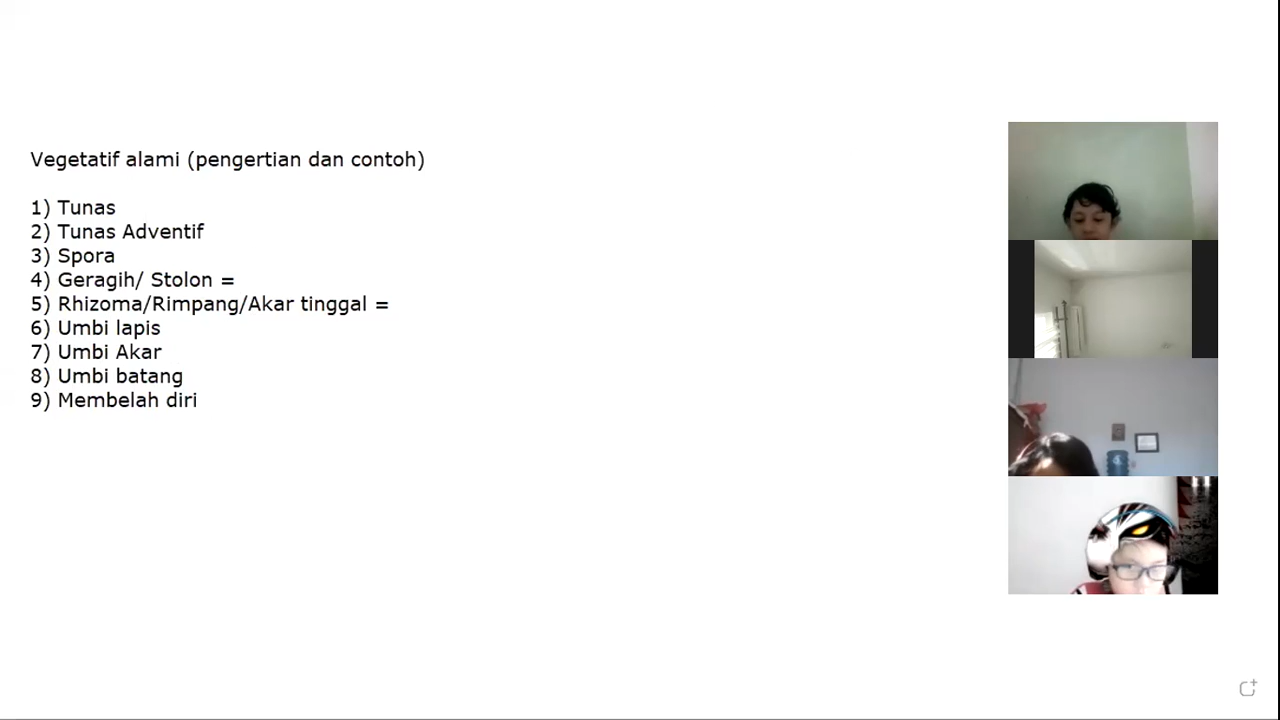 Vegetatif alami (pengertian dan contoh)
1) Tunas
2) Tunas Adventif
3) Spora
4) Geragih/ Stolon =
5) Rhizoma/Rimpang/Akar tinggal =
6) Umbi lapis
7) Umbi Akar
8) Umbi batang
9) Membelah diri